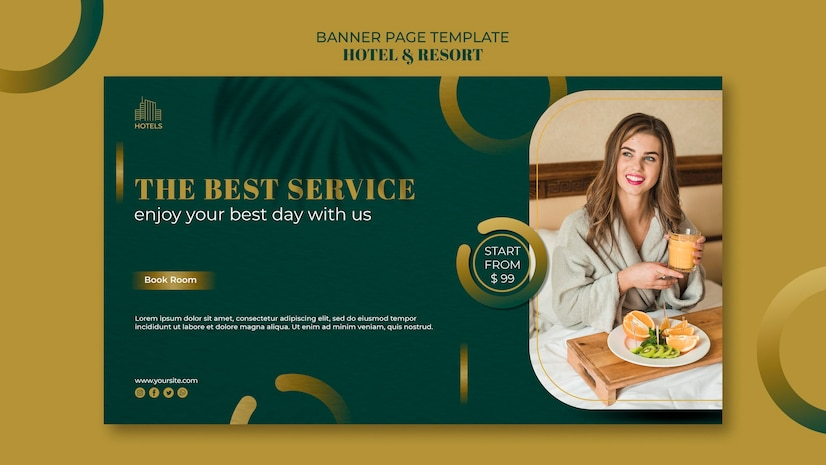 BANNER PAGE TEMPLATE
HOTEL & RESORT
HOTELS
THE BEST SERVICE
enjoy your best day with us
START
FROM
$ 99
Book Room
Lorem ipsum dolor sit amet, consectetur adipiscing elit, sed do eiusmod tempor
incididunt ut labore et dolore magna aliqua. Ut enim ad minim veniam, quis nostrud.
www.yoursite.com